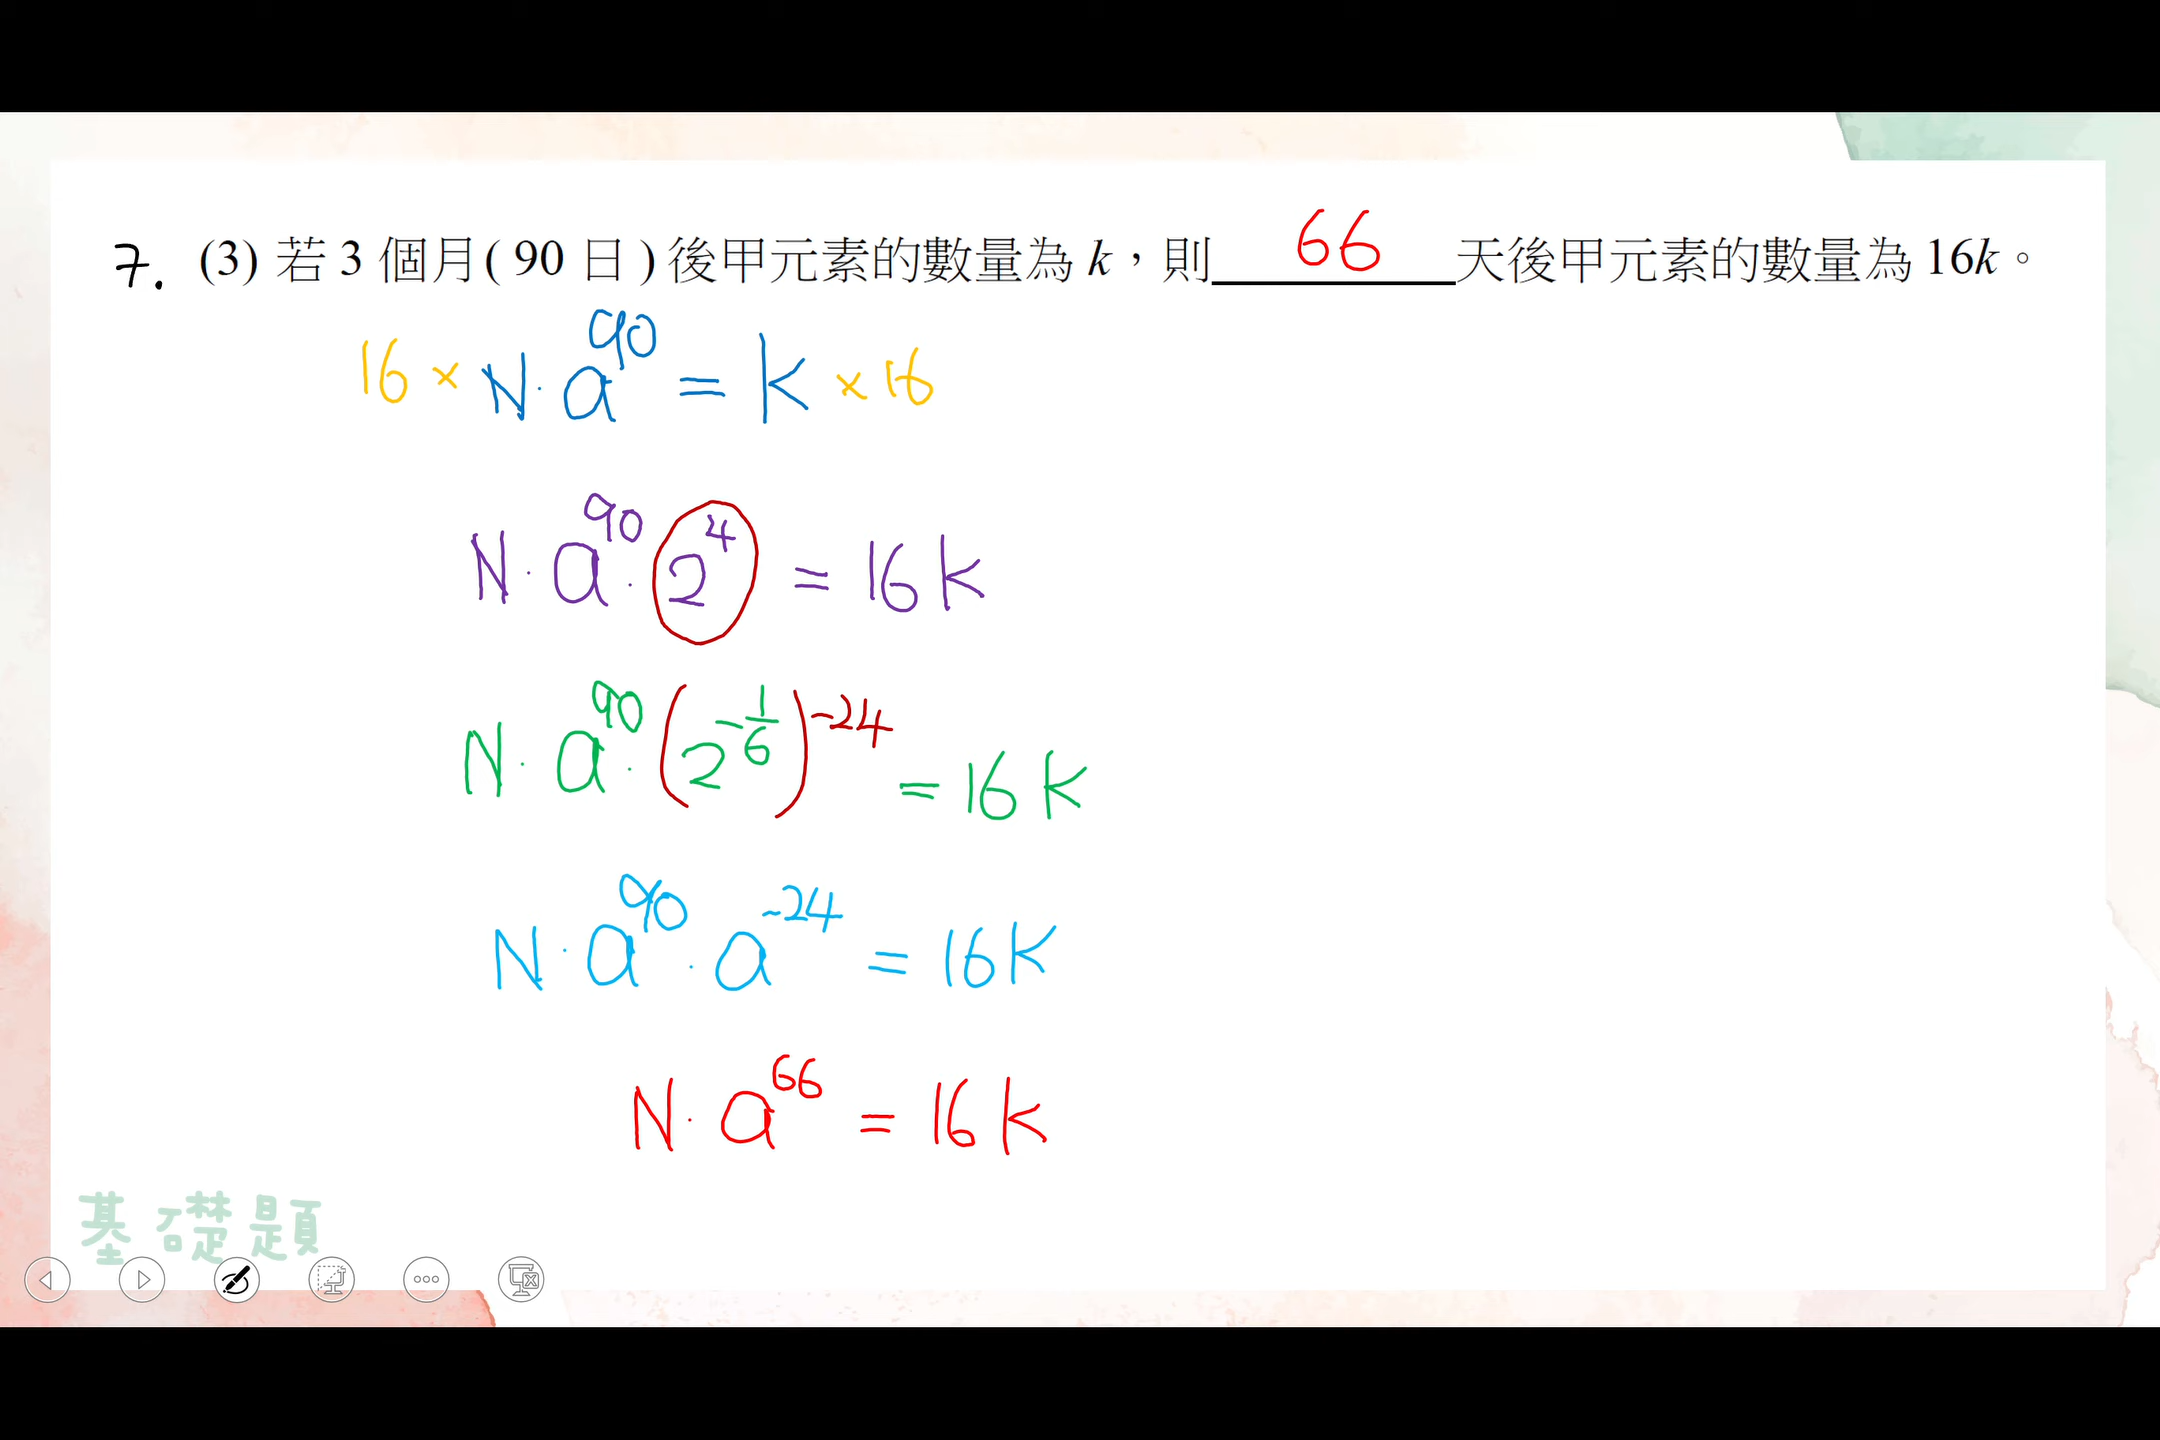 7. (3) 若 3 個月( 90 日 ) 後甲元素的數量為 k，則 66 天後甲元素的數量為 16k。
16 × N · a^90 = k × 16
N · a^90 · 2^4 = 16k
N · a^90 · (2^(-1/6))^-24 = 16k
N · a^90 · a^-24 = 16k
N · a^66 = 16k
基礎題